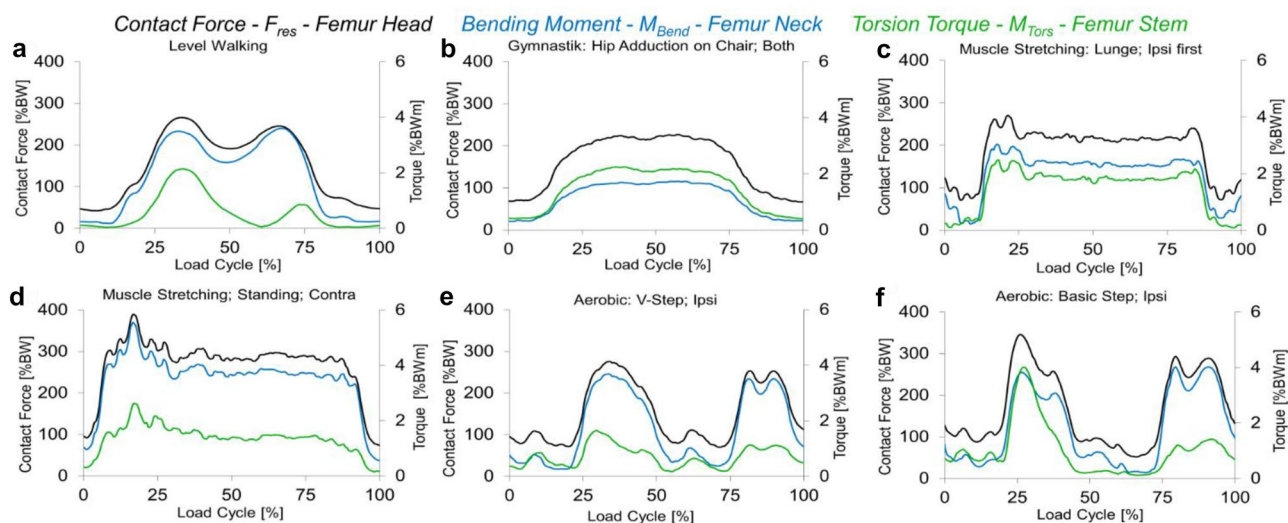 Contact Force - Fres - Femur Head Bending Moment - MBend - Femur Neck Torsion Torque - MTors - Femur Stem
a
Level Walking
Contact Force [%BW]
400
300
200
100
0
6
4
2
0
Torque [%BWm]
0 25 50 75 100
Load Cycle [%]
b
Gymnastik: Hip Adduction on Chair; Both
Contact Force [%BW]
400
300
200
100
0
6
4
2
0
Torque [%BWm]
0 25 50 75 100
Load Cycle [%]
c
Muscle Stretching: Lunge; Ipsi first
Contact Force [%BW]
400
300
200
100
0
6
4
2
0
Torque [%BWm]
0 25 50 75 100
Load Cycle [%]
d
Muscle Stretching; Standing; Contra
Contact Force [%BW]
400
300
200
100
0
6
4
2
0
Torque [%BWm]
0 25 50 75 100
Load Cycle [%]
e
Aerobic: V-Step; Ipsi
Contact Force [%BW]
400
300
200
100
0
6
4
2
0
Torque [%BWm]
0 25 50 75 100
Load Cycle [%]
f
Aerobic: Basic Step; Ipsi
Contact Force [%BW]
400
300
200
100
0
6
4
2
0
Torque [%BWm]
0 25 50 75 100
Load Cycle [%]